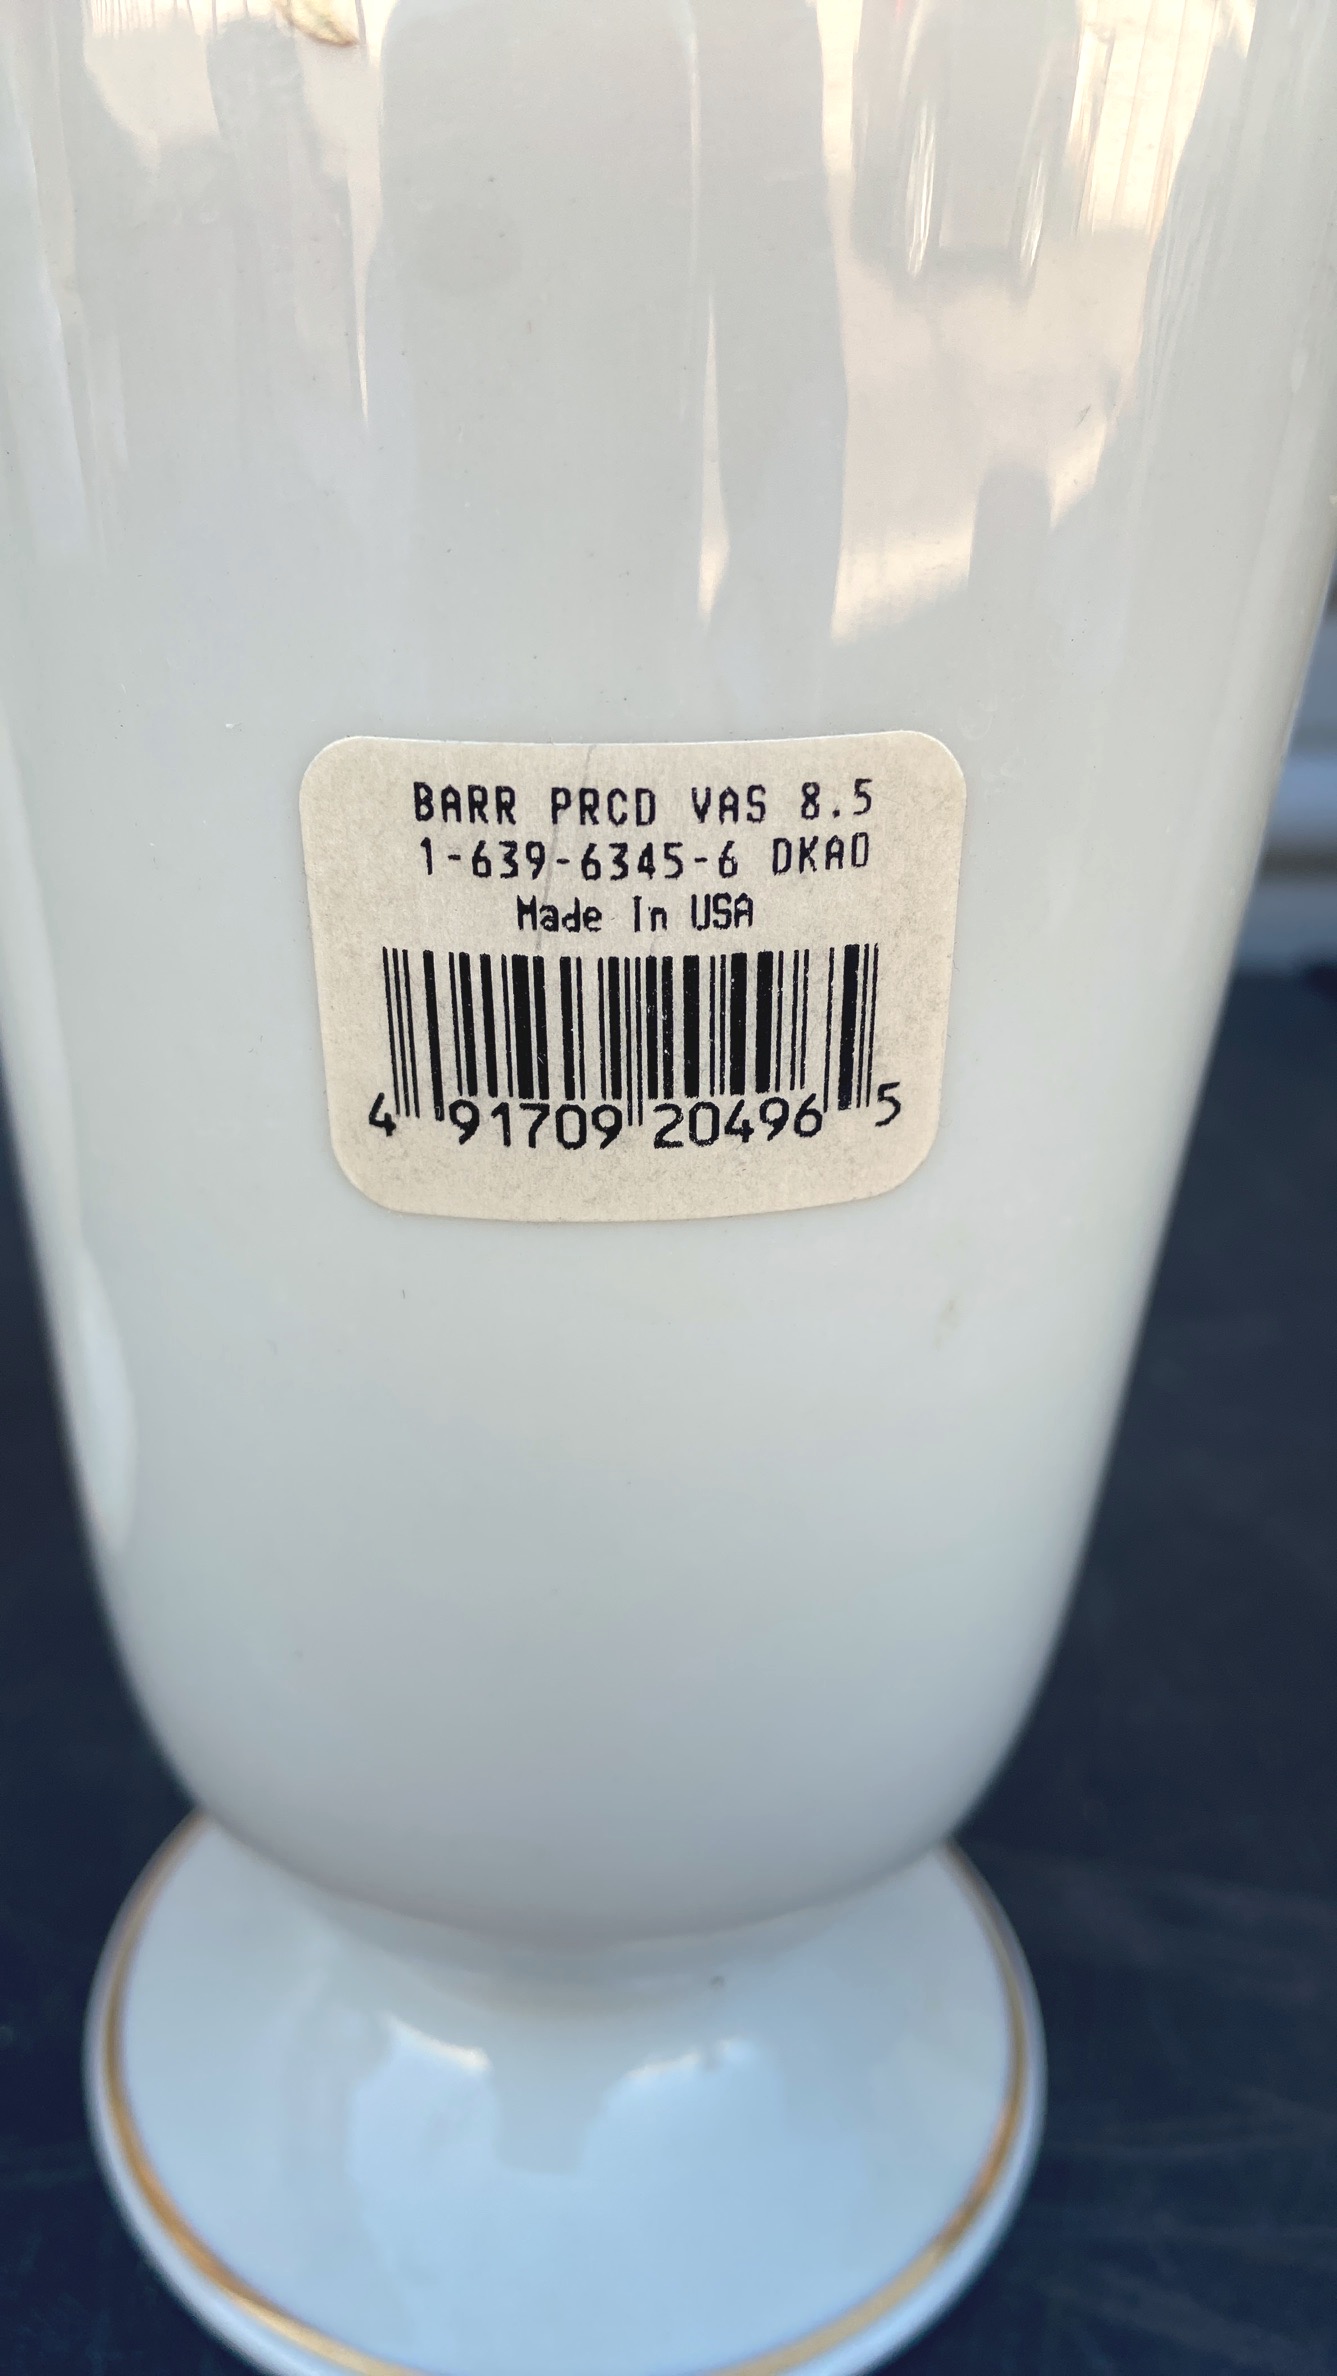 BARR PRCD VAS 8.5
1-639-6345-6 DKAO
Made In USA
4 91709 20496 5